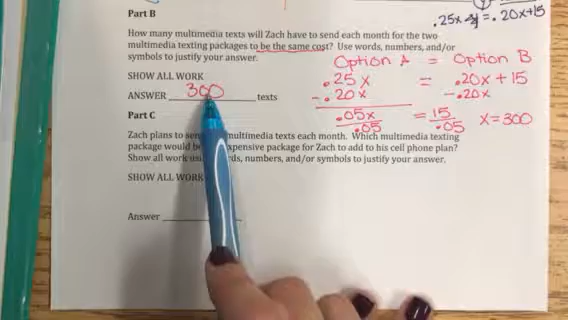 .25x = .20x+15
Part B
How many multimedia texts will Zach have to send each month for the two
multimedia texting packages to be the same cost? Use words, numbers, and/or
symbols to justify your answer.
Option A = Option B
SHOW ALL WORK
.25x = .20x + 15
-.20x -.20x
ANSWER 300 texts
.05x = 15 x=300
.05 .05
Part C
Zach plans to multimedia texts each month. Which multimedia texting
package would expensive package for Zach to add to his cell phone plan?
Show all work numbers, and/or symbols to justify your answer.
SHOW ALL WORK
Answer